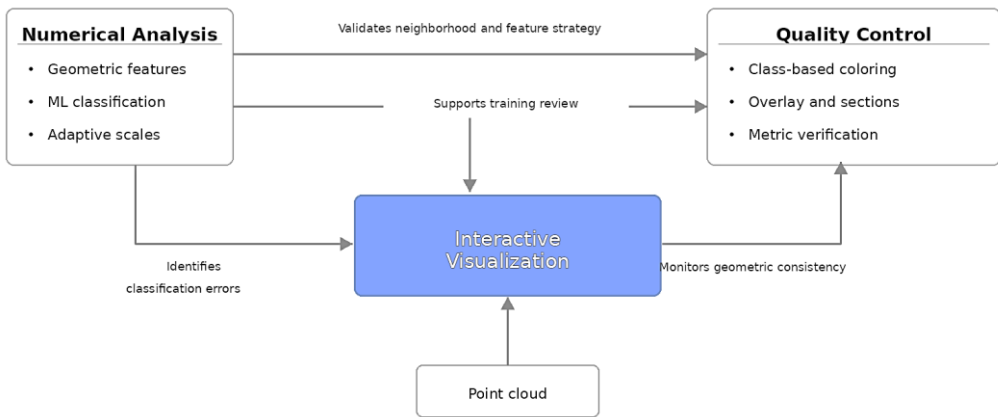 Numerical Analysis
• Geometric features
• ML classification
• Adaptive scales
Validates neighborhood and feature strategy
Supports training review
Quality Control
• Class-based coloring
• Overlay and sections
• Metric verification
Interactive
Visualization
Identifies
classification errors
Monitors geometric consistency
Point cloud